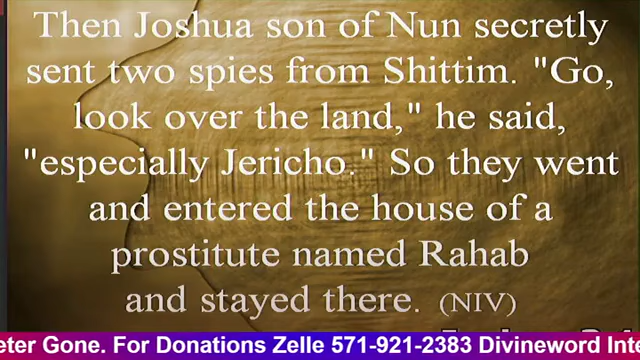 Then Joshua son of Nun secretly
sent two spies from Shittim. "Go,
look over the land," he said,
"especially Jericho." So they went
and entered the house of a
prostitute named Rahab
and stayed there. (NIV)
Gone. For Donations Zelle 571-921-2383 Divineword